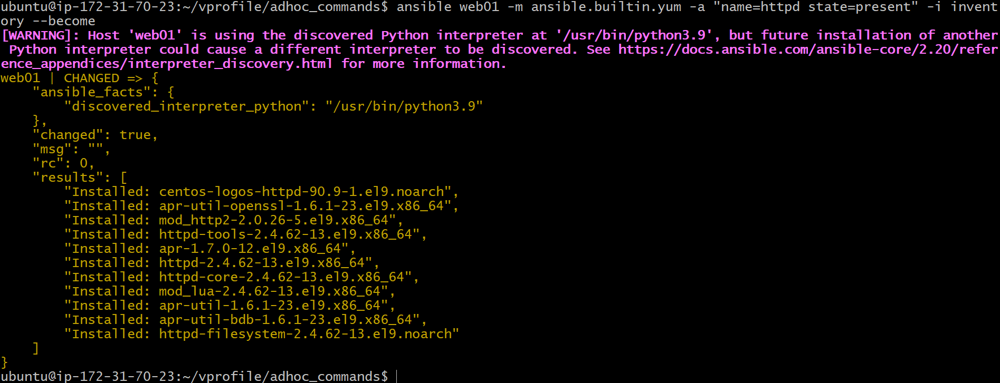 ubuntu@ip-172-31-70-23:~/vprofile/adhoc_commands$ ansible web01 -m ansible.builtin.yum -a "name=httpd state=present" -i invent
ory --become
[WARNING]: Host 'web01' is using the discovered Python interpreter at '/usr/bin/python3.9', but future installation of another
 Python interpreter could cause a different interpreter to be discovered. See https://docs.ansible.com/ansible-core/2.20/refer
ence_appendices/interpreter_discovery.html for more information.
web01 | CHANGED => {
    "ansible_facts": {
        "discovered_interpreter_python": "/usr/bin/python3.9"
    },
    "changed": true,
    "msg": "",
    "rc": 0,
    "results": [
        "Installed: centos-logos-httpd-90.9-1.el9.noarch",
        "Installed: apr-util-openssl-1.6.1-23.el9.x86_64",
        "Installed: mod_http2-2.0.26-5.el9.x86_64",
        "Installed: httpd-tools-2.4.62-13.el9.x86_64",
        "Installed: apr-1.7.0-12.el9.x86_64",
        "Installed: httpd-2.4.62-13.el9.x86_64",
        "Installed: httpd-core-2.4.62-13.el9.x86_64",
        "Installed: mod_lua-2.4.62-13.el9.x86_64",
        "Installed: apr-util-1.6.1-23.el9.x86_64",
        "Installed: apr-util-bdb-1.6.1-23.el9.x86_64",
        "Installed: httpd-filesystem-2.4.62-13.el9.noarch"
    ]
}
ubuntu@ip-172-31-70-23:~/vprofile/adhoc_commands$